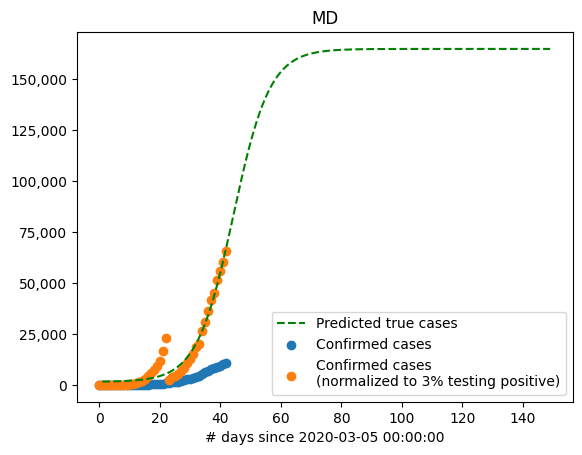 MD
150,000
125,000
100,000
75,000
50,000
25,000
0
Predicted true cases
Confirmed cases
Confirmed cases
(normalized to 3% testing positive)
0 20 40 60 80 100 120 140
# days since 2020-03-05 00:00:00